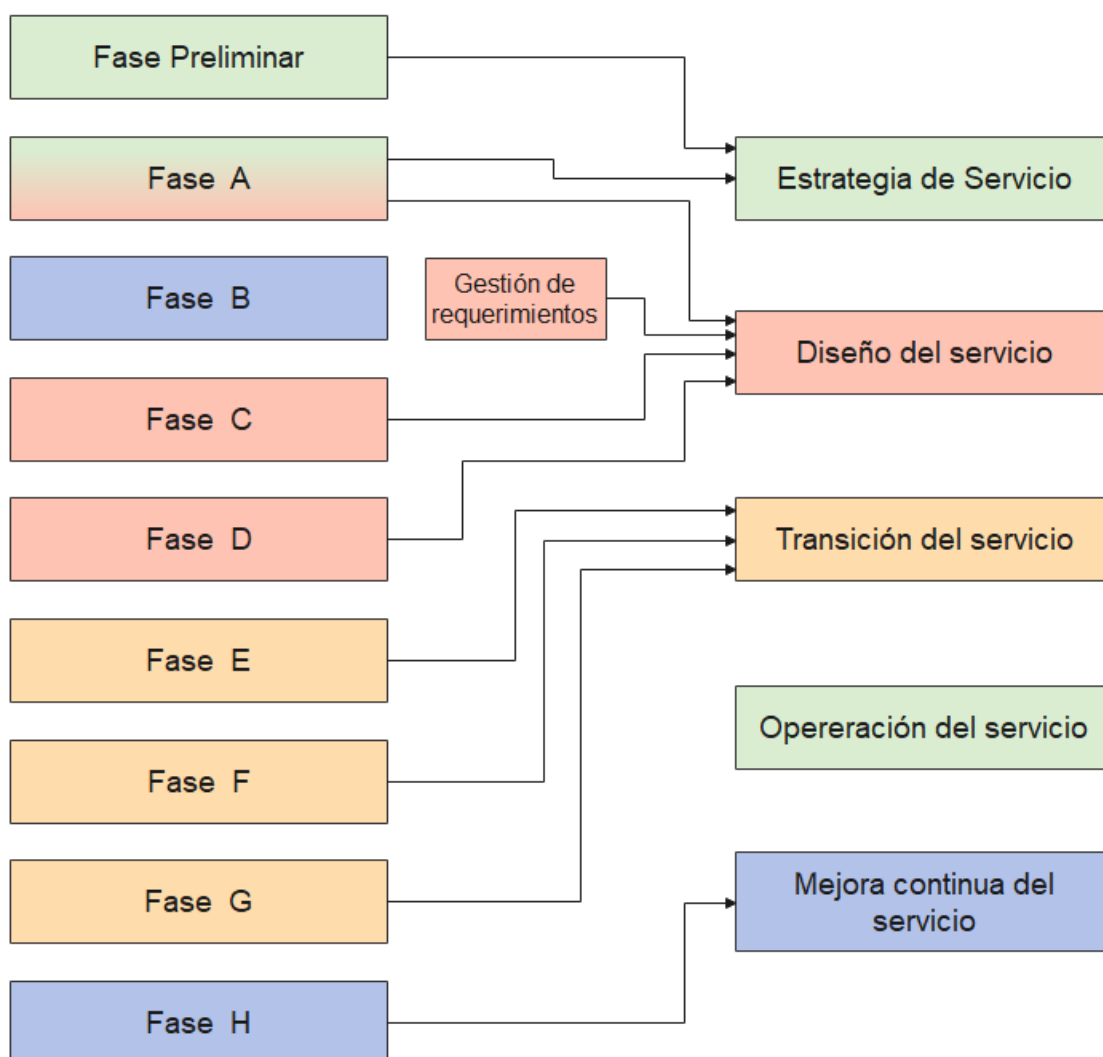 Fase Preliminar
Fase A
Fase B
Fase C
Fase D
Fase E
Fase F
Fase G
Fase H
Gestión de
requerimientos
Estrategia de Servicio
Diseño del servicio
Transición del servicio
Opereración del servicio
Mejora continua del
servicio